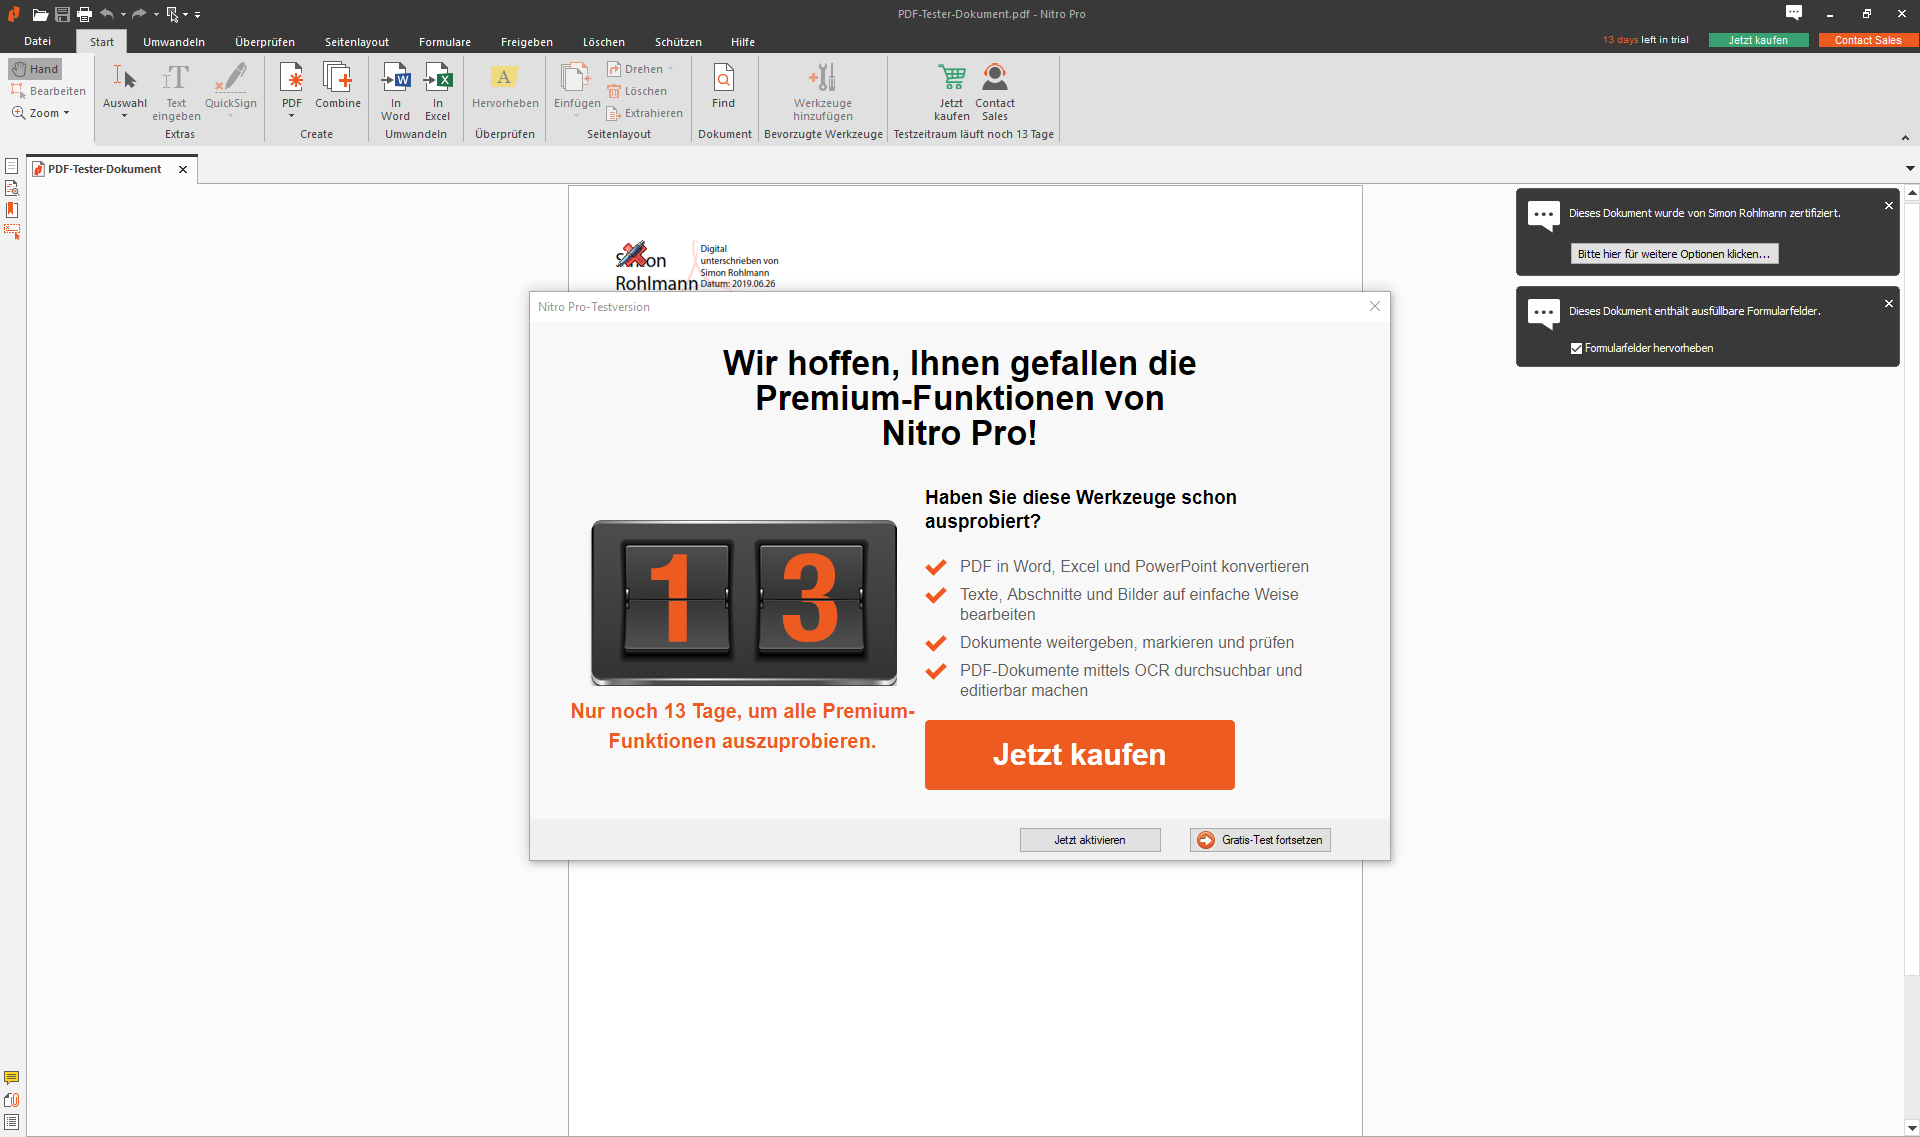 PDF-Tester-Dokument.pdf - Nitro Pro
Datei Start Umwandeln Überprüfen Seitenlayout Formulare Freigeben Löschen Schützen Hilfe
13 days left in trial Jetzt kaufen Contact Sales
Hand
Bearbeiten
Zoom
Auswahl
Text eingeben
QuickSign
Extras
PDF
Combine
Create
In Word
In Excel
Umwandeln
Hervorheben
Überprüfen
Einfügen
Drehen
Löschen
Extrahieren
Seitenlayout
Find
Dokument
Werkzeuge hinzufügen
Bevorzugte Werkzeuge
Jetzt kaufen
Contact Sales
Testzeitraum läuft noch 13 Tage
PDF-Tester-Dokument
Simon
Rohlmann
Digital
unterschrieben von
Simon Rohlmann
Datum: 2019.06.26
Dieses Dokument wurde von Simon Rohlmann zertifiziert.
Bitte hier für weitere Optionen klicken...
Dieses Dokument enthält ausfüllbare Formularfelder.
Formularfelder hervorheben
Nitro Pro-Testversion
Wir hoffen, Ihnen gefallen die
Premium-Funktionen von
Nitro Pro!
13
Nur noch 13 Tage, um alle Premium-
Funktionen auszuprobieren.
Haben Sie diese Werkzeuge schon
ausprobiert?
PDF in Word, Excel und PowerPoint konvertieren
Texte, Abschnitte und Bilder auf einfache Weise
bearbeiten
Dokumente weitergeben, markieren und prüfen
PDF-Dokumente mittels OCR durchsuchbar und
editierbar machen
Jetzt kaufen
Jetzt aktivieren
Gratis-Test fortsetzen